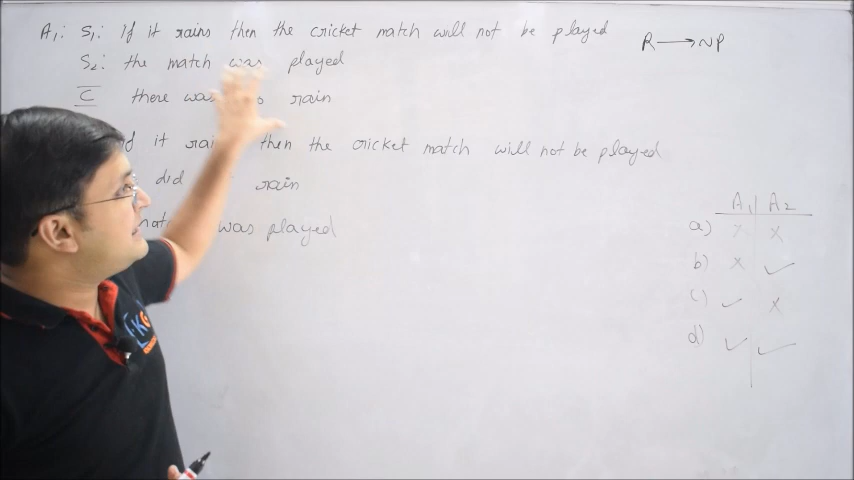 A1: S1: If it rains then the cricket match will not be played
R → ~P
S2: the match was played
C there was rain
if it then the cricket match will not be played
did rain
was played
A1 A2
a) × ×
b) × ✓
c) ✓ ×
d) ✓ ✓
KG